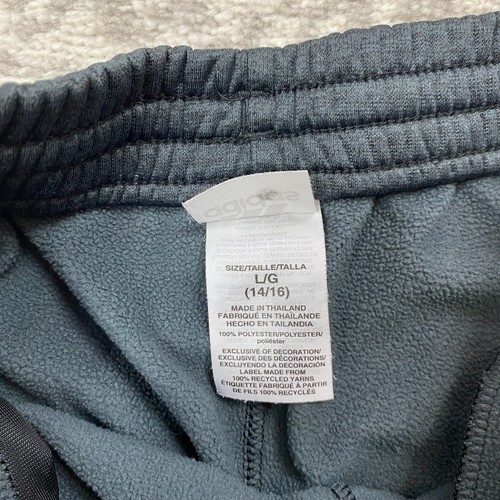 adidas
SIZE/TAILLE/TALLA
L/G
(14/16)
MADE IN THAILAND
FABRIQUÉ EN THAÏLANDE
HECHO EN TAILANDIA
100% POLYESTER/POLYESTER/
poliéster
EXCLUSIVE OF DECORATION/
EXCLUSIVE DES DÉCORATIONS/
EXCLUYENDO LA DECORACIÓN
LABEL MADE FROM
100% RECYCLED YARNS
ÉTIQUETTE FABRIQUÉE À PARTIR
DE FILS 100% RECYCLÉS